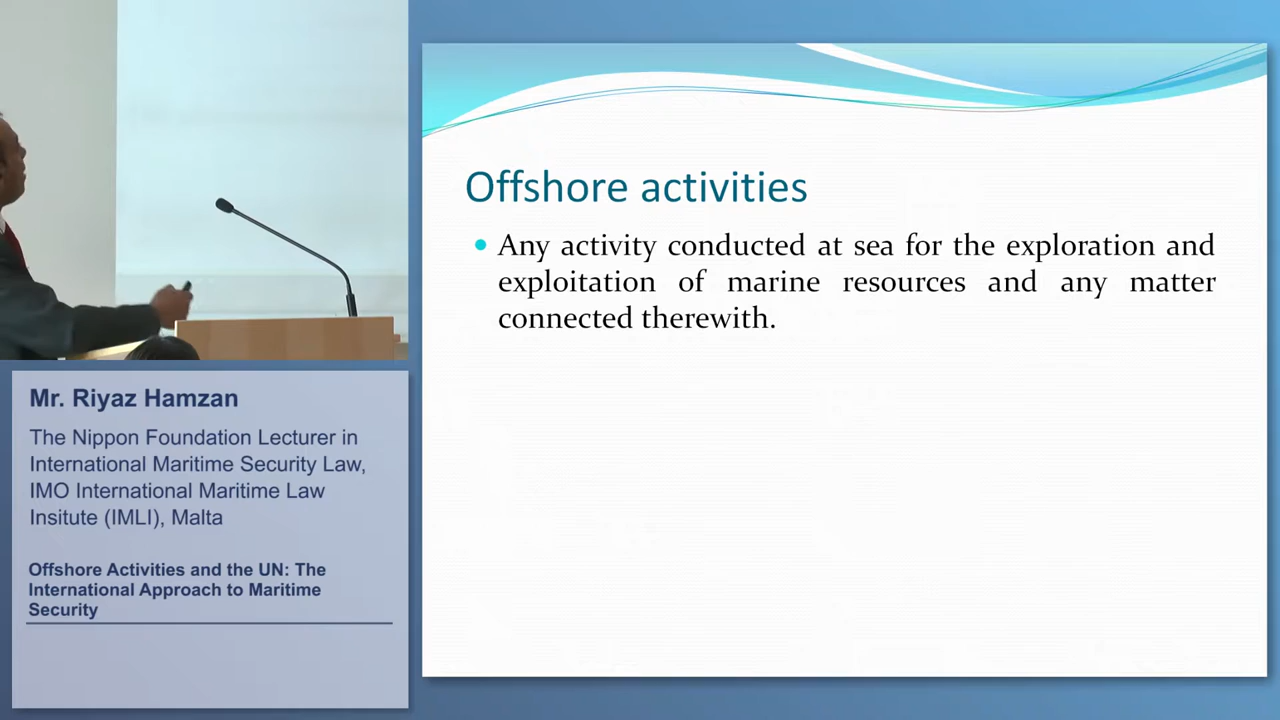 Offshore activities
Any activity conducted at sea for the exploration and
exploitation of marine resources and any matter
connected therewith.
Mr. Riyaz Hamzan
The Nippon Foundation Lecturer in
International Maritime Security Law,
IMO International Maritime Law
Insitute (IMLI), Malta
Offshore Activities and the UN: The
International Approach to Maritime
Security